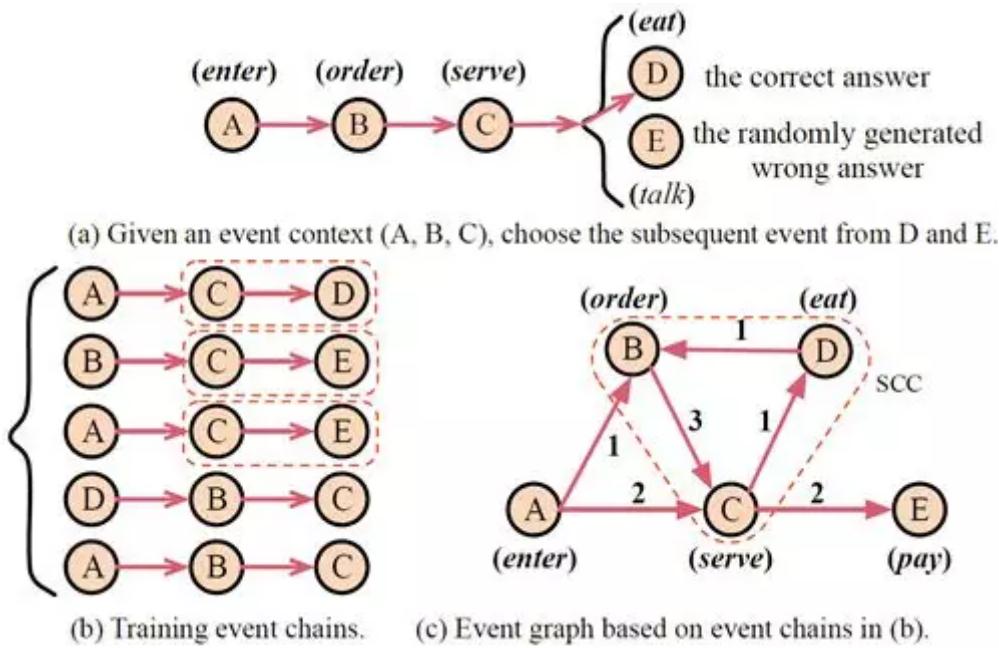 (eat)
(enter) (order) (serve)
D the correct answer
A B C
E the randomly generated
wrong answer
(talk)
(a) Given an event context (A, B, C), choose the subsequent event from D and E.
A C D
B C E
A C E
D B C
A B C
(b) Training event chains.
(order) (eat)
1
B D
SCC
3 1
1
2 2
A C E
(enter) (serve) (pay)
(c) Event graph based on event chains in (b).